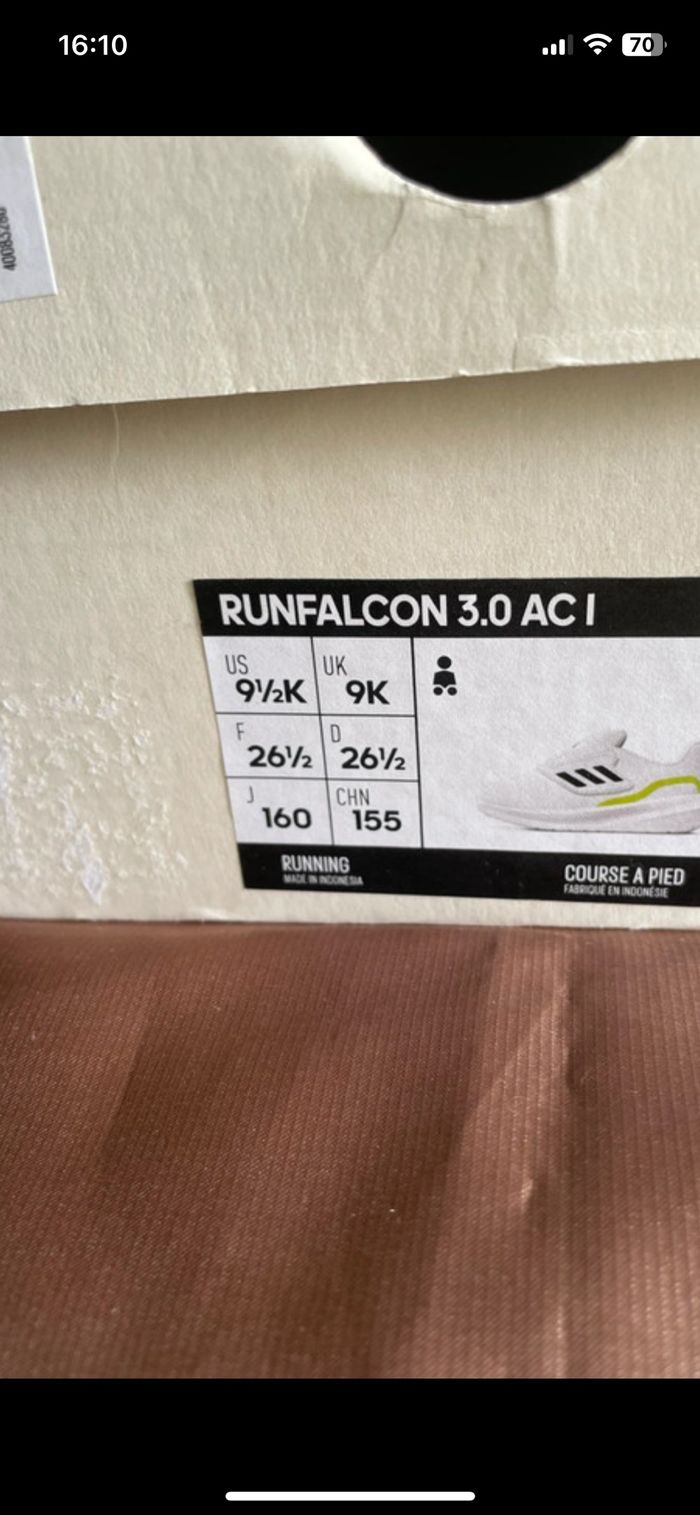 16:10
70
40083280
RUNFALCON 3.0 AC I
US
9½K
UK
9K
F
26½
D
26½
J
160
CHN
155
RUNNING
MADE IN INDONESIA
COURSE A PIED
FABRIQUÉ EN INDONÉSIE